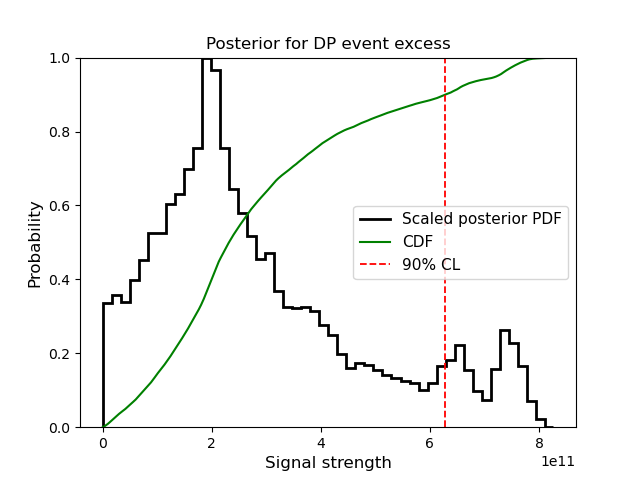 Posterior for DP event excess
Probability
1.0
0.8
0.6
0.4
0.2
0.0
Scaled posterior PDF
CDF
90% CL
0
2
4
6
8
1e11
Signal strength